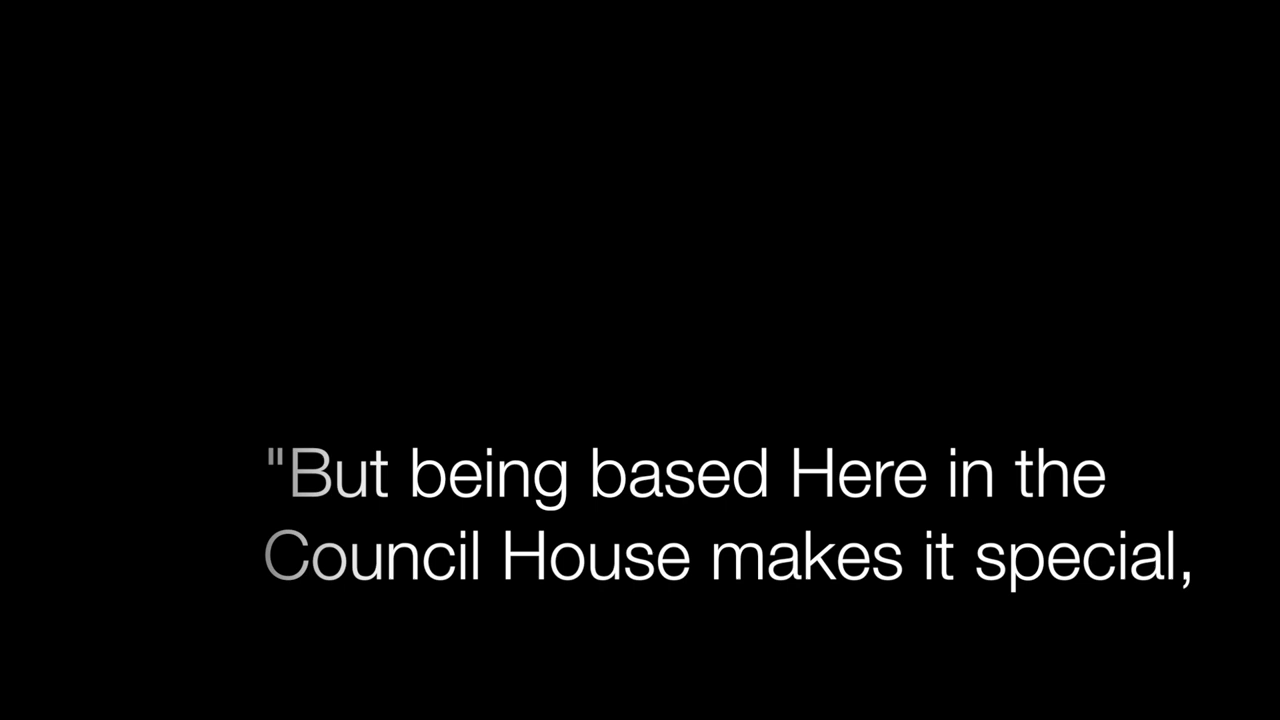 "But being based Here in the
Council House makes it special,